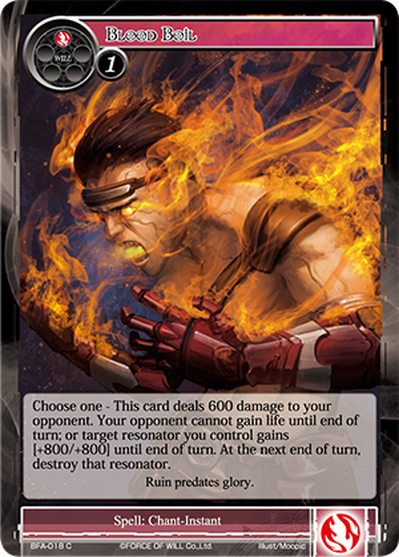 Blood Boil
WILL
1
Choose one - This card deals 600 damage to your
opponent. Your opponent cannot gain life until end of
turn; or target resonator you control gains
[+800/+800] until end of turn. At the next end of turn,
destroy that resonator.
Ruin predates glory.
Spell: Chant-Instant
BFA-018 C ©FORCE OF WILL Co.,Ltd. Illust/Moopic